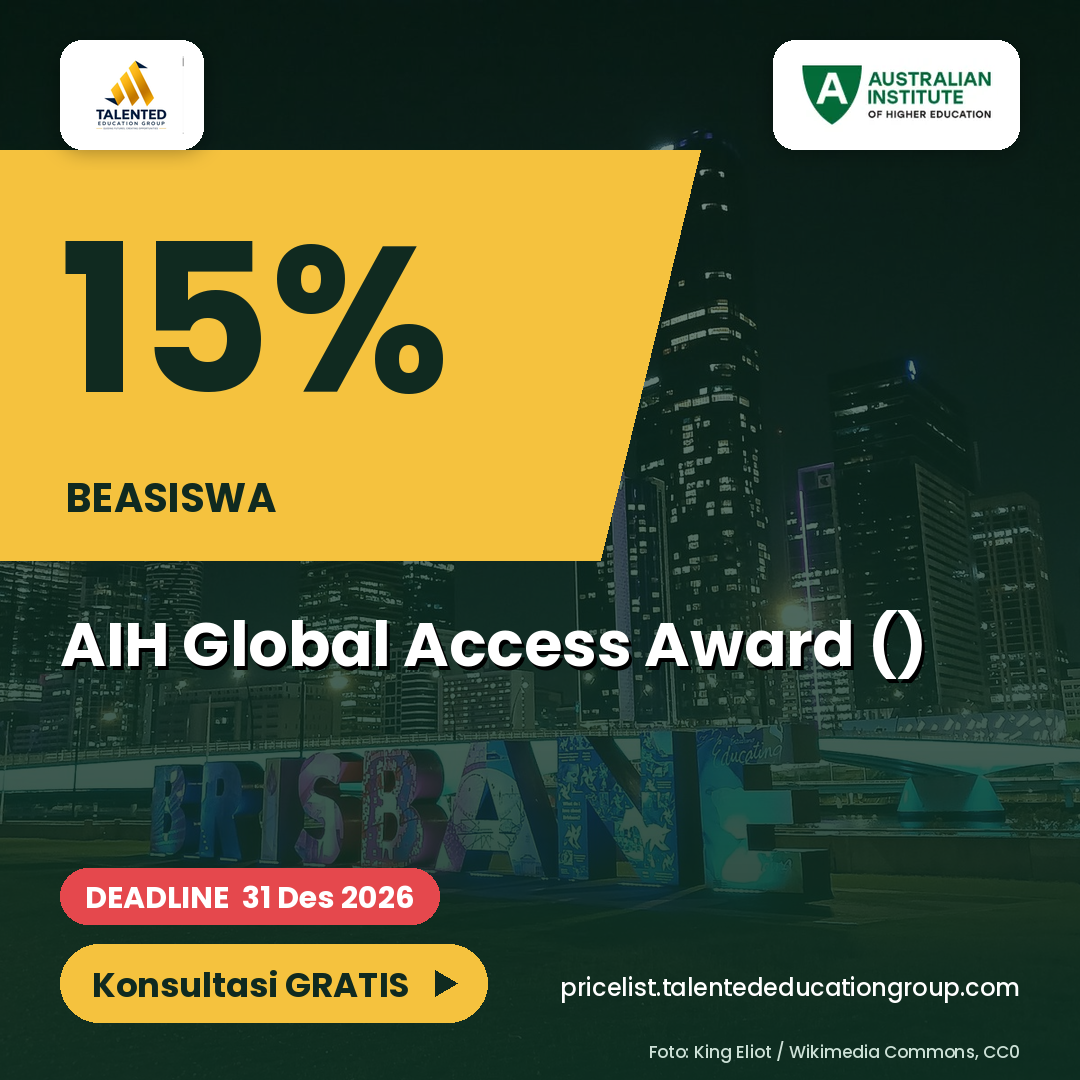 TALENTED
EDUCATION GROUP
AUSTRALIAN
INSTITUTE
OF HIGHER EDUCATION
15%
BEASISWA
AIH Global Access Award ()
Educating
BRISBANE
DEADLINE 31 Des 2026
Konsultasi GRATIS
pricelist.talentededucationgroup.com
Foto: King Eliot / Wikimedia Commons, CC0